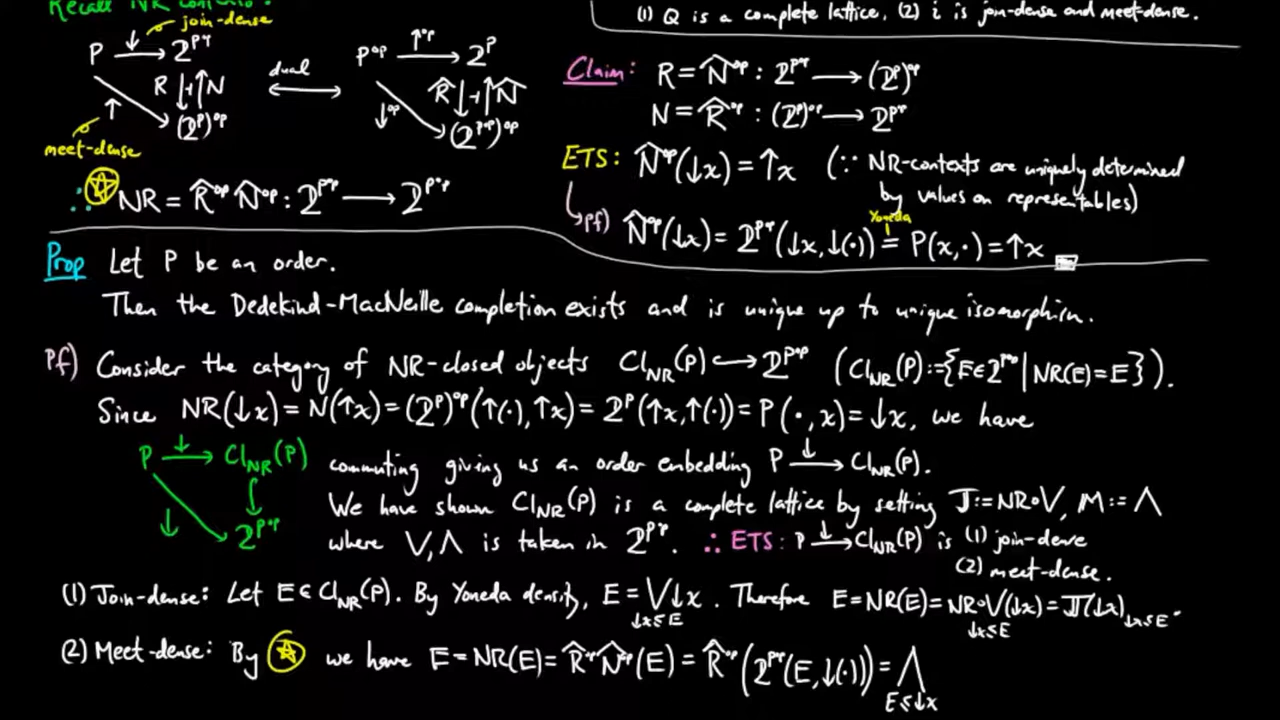 Recall NR contexts:
join-dense
P ↓ 2^{P^op}
R ↓ ⊣ ↑ N
↑
(2^P)^op
meet-dense
dual
P^op ↑^op 2^P
R̂ ↓ ⊣ ↑ N̂
↓^op
(2^{P^op})^op
∴ ☆ NR = R̂^op N̂^op : 2^{P^op} ⟶ 2^{P^op}
(1) Q is a complete lattice, (2) i is join-dense and meet-dense.
Claim: R = N̂^op : 2^{P^op} ⟶ (2^P)^op
N = R̂^op : (2^P)^op ⟶ 2^{P^op}
ETS: N̂^op(↓x) = ↑x (∵ NR-contexts are uniquely determined
by values on representables)
Yoneda
Pf) N̂^op(↓x) = 2^{P^op}(↓x, ↓(·)) = P(x, ·) = ↑x
Prop Let P be an order.
Then the Dedekind-MacNeille completion exists and is unique up to unique isomorphism.
Pf) Consider the category of NR-closed objects Cl_NR(P) ↪ 2^{P^op} (Cl_NR(P) := {E ∈ 2^{P^op} | NR(E) = E}).
Since NR(↓x) = N(↑x) = (2^P)^op(↑(·), ↑x) = 2^P(↑x, ↑(·)) = P(·, x) = ↓x, we have
P ↓ Cl_NR(P)
↓
2^{P^op}
commuting giving us an order embedding P ↓⟶ Cl_NR(P).
We have shown Cl_NR(P) is a complete lattice by setting J := NR∘V, M := Λ
where V, Λ is taken in 2^{P^op}. ∴ ETS: P ↓⟶ Cl_NR(P) is (1) join-dense
(2) meet-dense.
(1) Join-dense: Let E ∈ Cl_NR(P). By Yoneda density, E = V_{↓x≤E} ↓x. Therefore E = NR(E) = NR∘V_{↓x≤E}(↓x) = J(↓x)_{↓x≤E}.
(2) Meet-dense: By ☆ we have E = NR(E) = R̂^op N̂^op(E) = R̂^op(2^{P^op}(E, ↓(·))) = Λ_{E≤↓x}